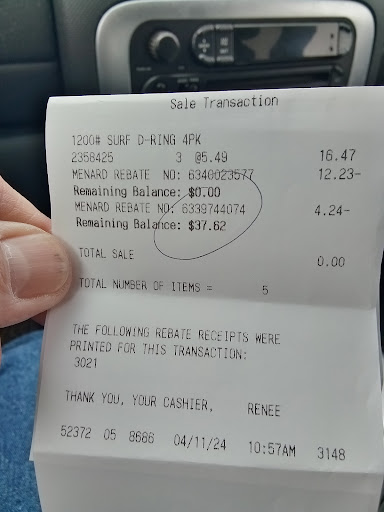 Sale Transaction
1200# SURF D-RING 4PK
2358425 3 @5.49 16.47
MENARD REBATE NO: 6340023577 12.23-
Remaining Balance: $0.00
MENARD REBATE NO: 6339744074 4.24-
Remaining Balance: $37.62
TOTAL SALE 0.00
TOTAL NUMBER OF ITEMS = 5
THE FOLLOWING REBATE RECEIPTS WERE
PRINTED FOR THIS TRANSACTION:
3021
THANK YOU, YOUR CASHIER, RENEE
52372 05 8686 04/11/24 10:57AM 3148